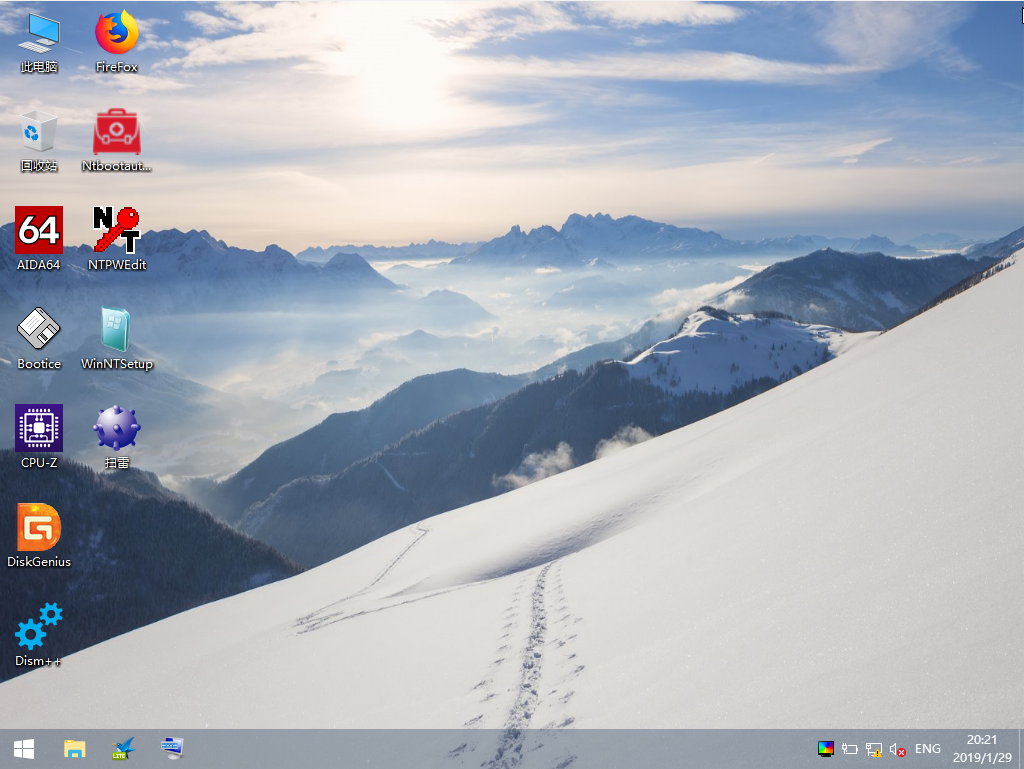 此电脑
FireFox
回收站
Ntbootaut...
64
AIDA64
N T
NTPWEdit
Bootice
WinNTSetup
CPU-Z
扫雷
DiskGenius
Dism++
LITE
ENG
20:21
2019/1/29